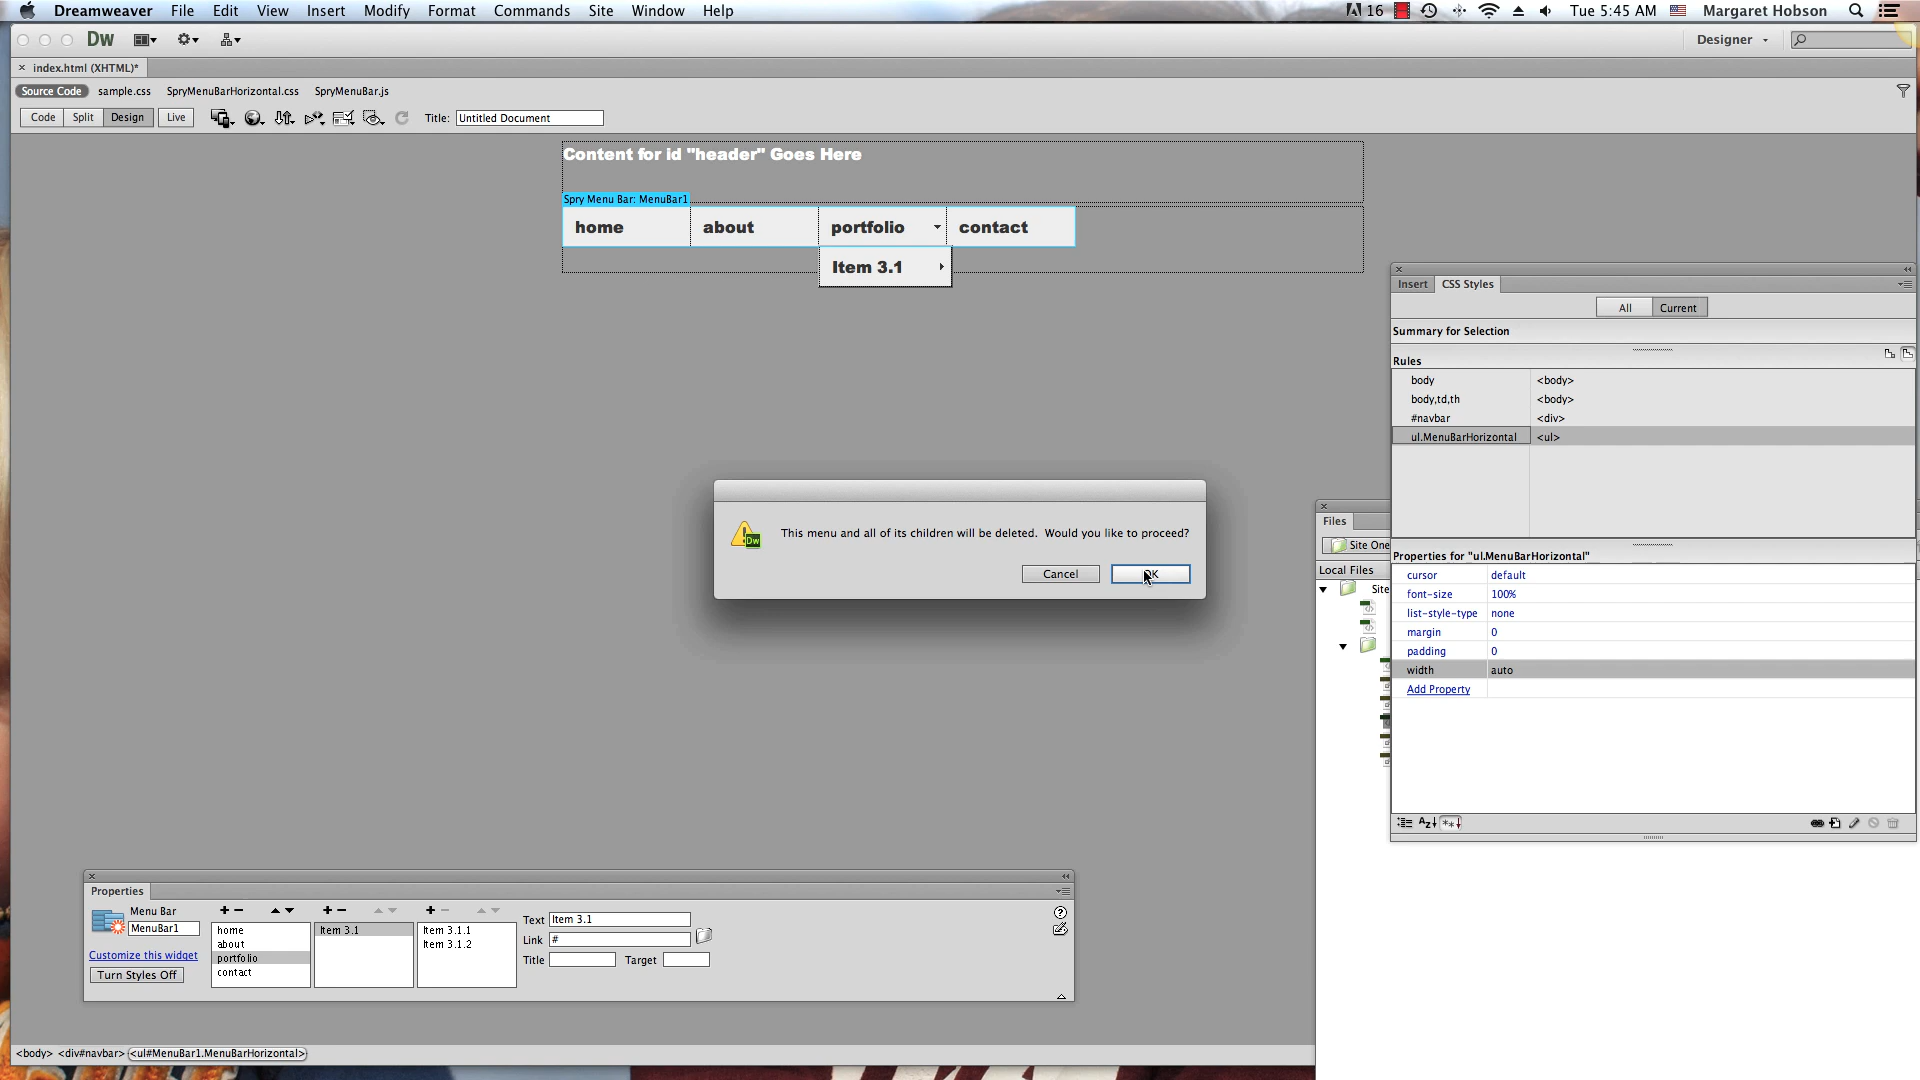 Dreamweaver File Edit View Insert Modify Format Commands Site Window Help 16 Tue 5:45 AM Margaret Hobson
Dw Designer
index.html (XHTML)*
Source Code sample.css SpryMenuBarHorizontal.css SpryMenuBar.js
Code Split Design Live Title: Untitled Document
Content for id "header" Goes Here
Spry Menu Bar: MenuBar1
home about portfolio contact
Item 3.1
Insert CSS Styles
All Current
Summary for Selection
Rules
body <body>
body,td,th <body>
#navbar <div>
ul.MenuBarHorizontal <ul>
Files
Site One
Local Files
Site
This menu and all of its children will be deleted. Would you like to proceed?
Dw
Cancel OK
Properties for "ul.MenuBarHorizontal"
cursor default
font-size 100%
list-style-type none
margin 0
padding 0
width auto
Add Property
Properties
Menu Bar
MenuBar1
Customize this widget
Turn Styles Off
home
about
portfolio
contact
Item 3.1
Item 3.1.1
Item 3.1.2
Text Item 3.1
Link #
Title Target
<body> <div#navbar> <ul#MenuBar1.MenuBarHorizontal>